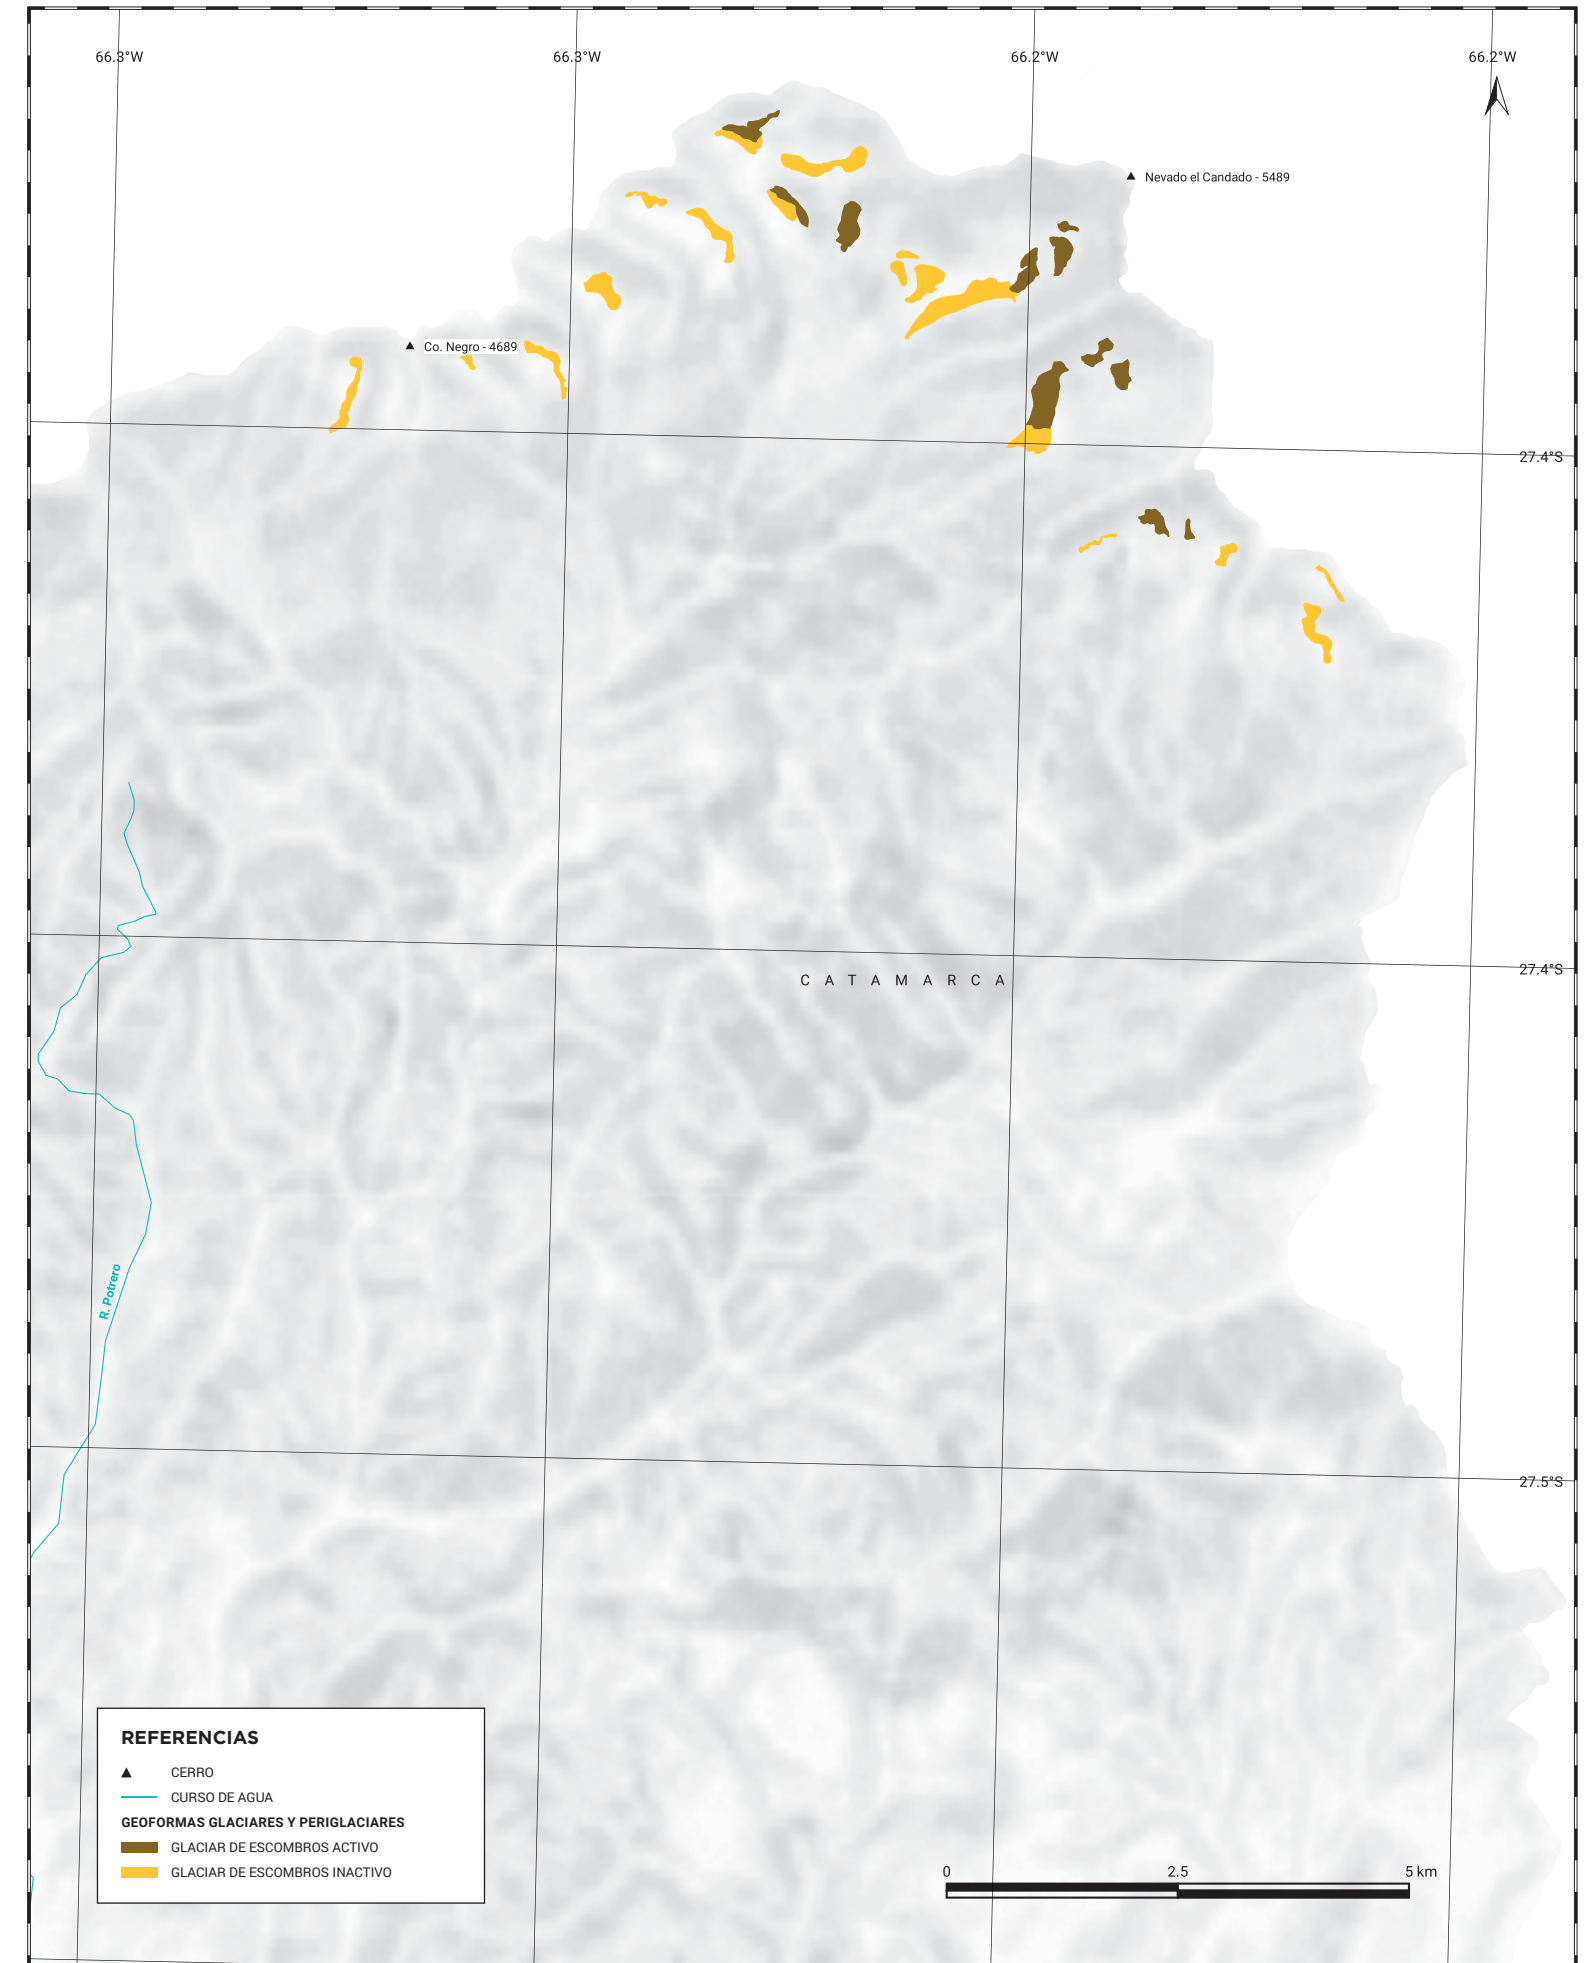 66.3°W
66.3°W
66.2°W
66.2°W
Nevado el Candado - 5489
Co. Negro - 4689
27.4°S
27.4°S
CATAMARCA
R. Potrero
27.5°S
REFERENCIAS
CERRO
CURSO DE AGUA
GEOFORMAS GLACIARES Y PERIGLACIARES
GLACIAR DE ESCOMBROS ACTIVO
GLACIAR DE ESCOMBROS INACTIVO
0 2.5 5 km